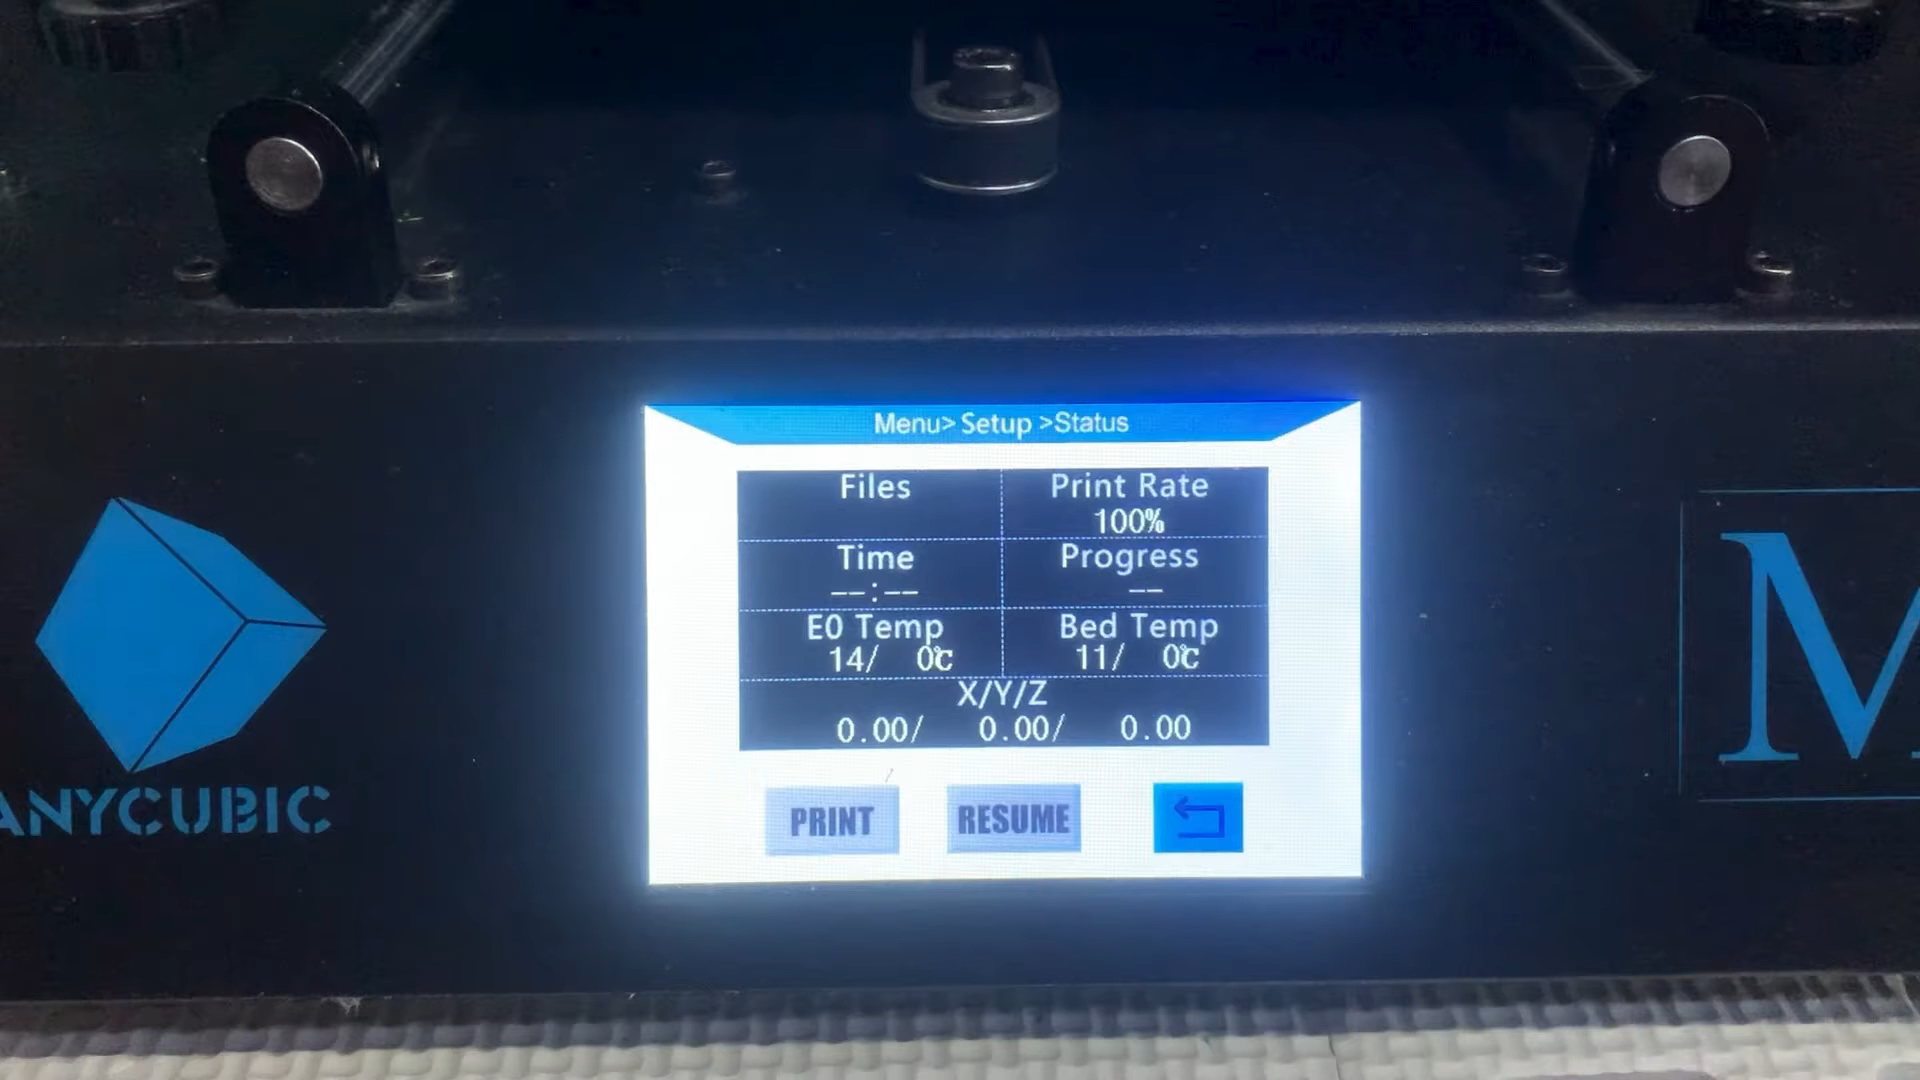 Menu> Setup >Status
Files
Print Rate
100%
Time
--:--
Progress
--
E0 Temp
14/ 0℃
Bed Temp
11/ 0℃
X/Y/Z
0.00/ 0.00/ 0.00
PRINT
RESUME
ANYCUBIC
M